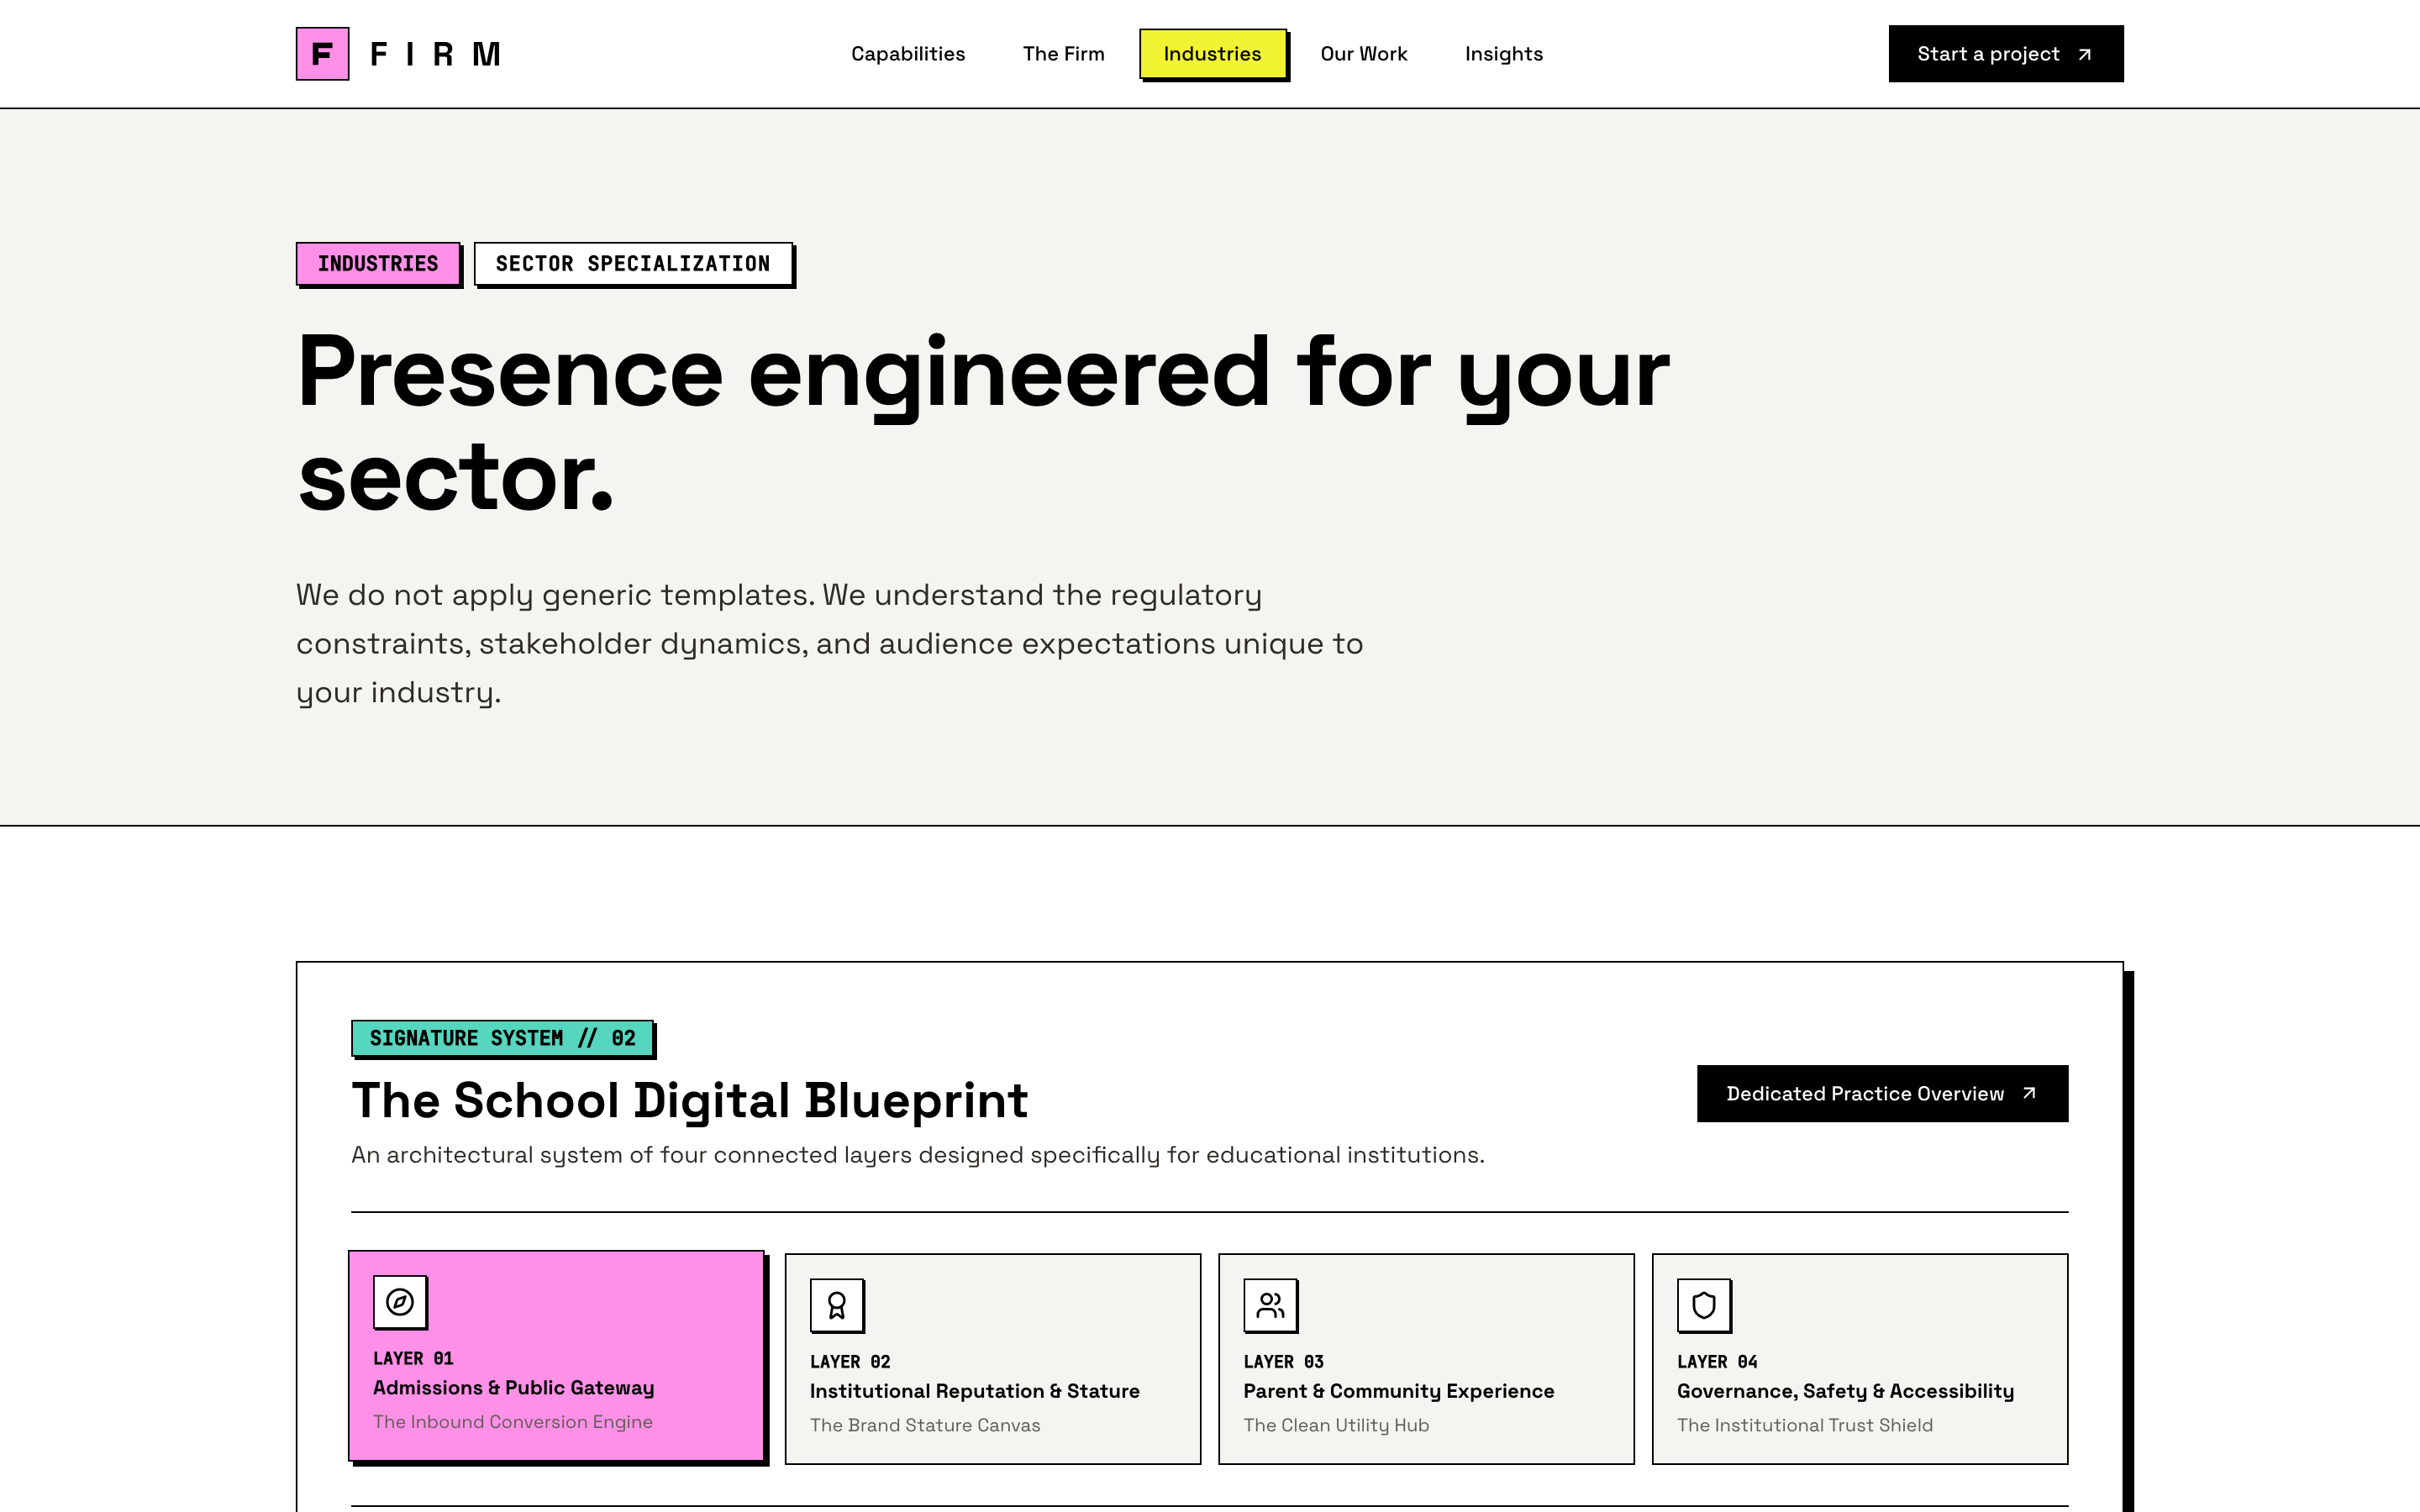 F FIRM
Capabilities The Firm Industries Our Work Insights
Start a project
INDUSTRIES SECTOR SPECIALIZATION
Presence engineered for your
sector.
We do not apply generic templates. We understand the regulatory
constraints, stakeholder dynamics, and audience expectations unique to
your industry.
SIGNATURE SYSTEM // 02
The School Digital Blueprint
An architectural system of four connected layers designed specifically for educational institutions.
Dedicated Practice Overview
LAYER 01
Admissions & Public Gateway
The Inbound Conversion Engine
LAYER 02
Institutional Reputation & Stature
The Brand Stature Canvas
LAYER 03
Parent & Community Experience
The Clean Utility Hub
LAYER 04
Governance, Safety & Accessibility
The Institutional Trust Shield